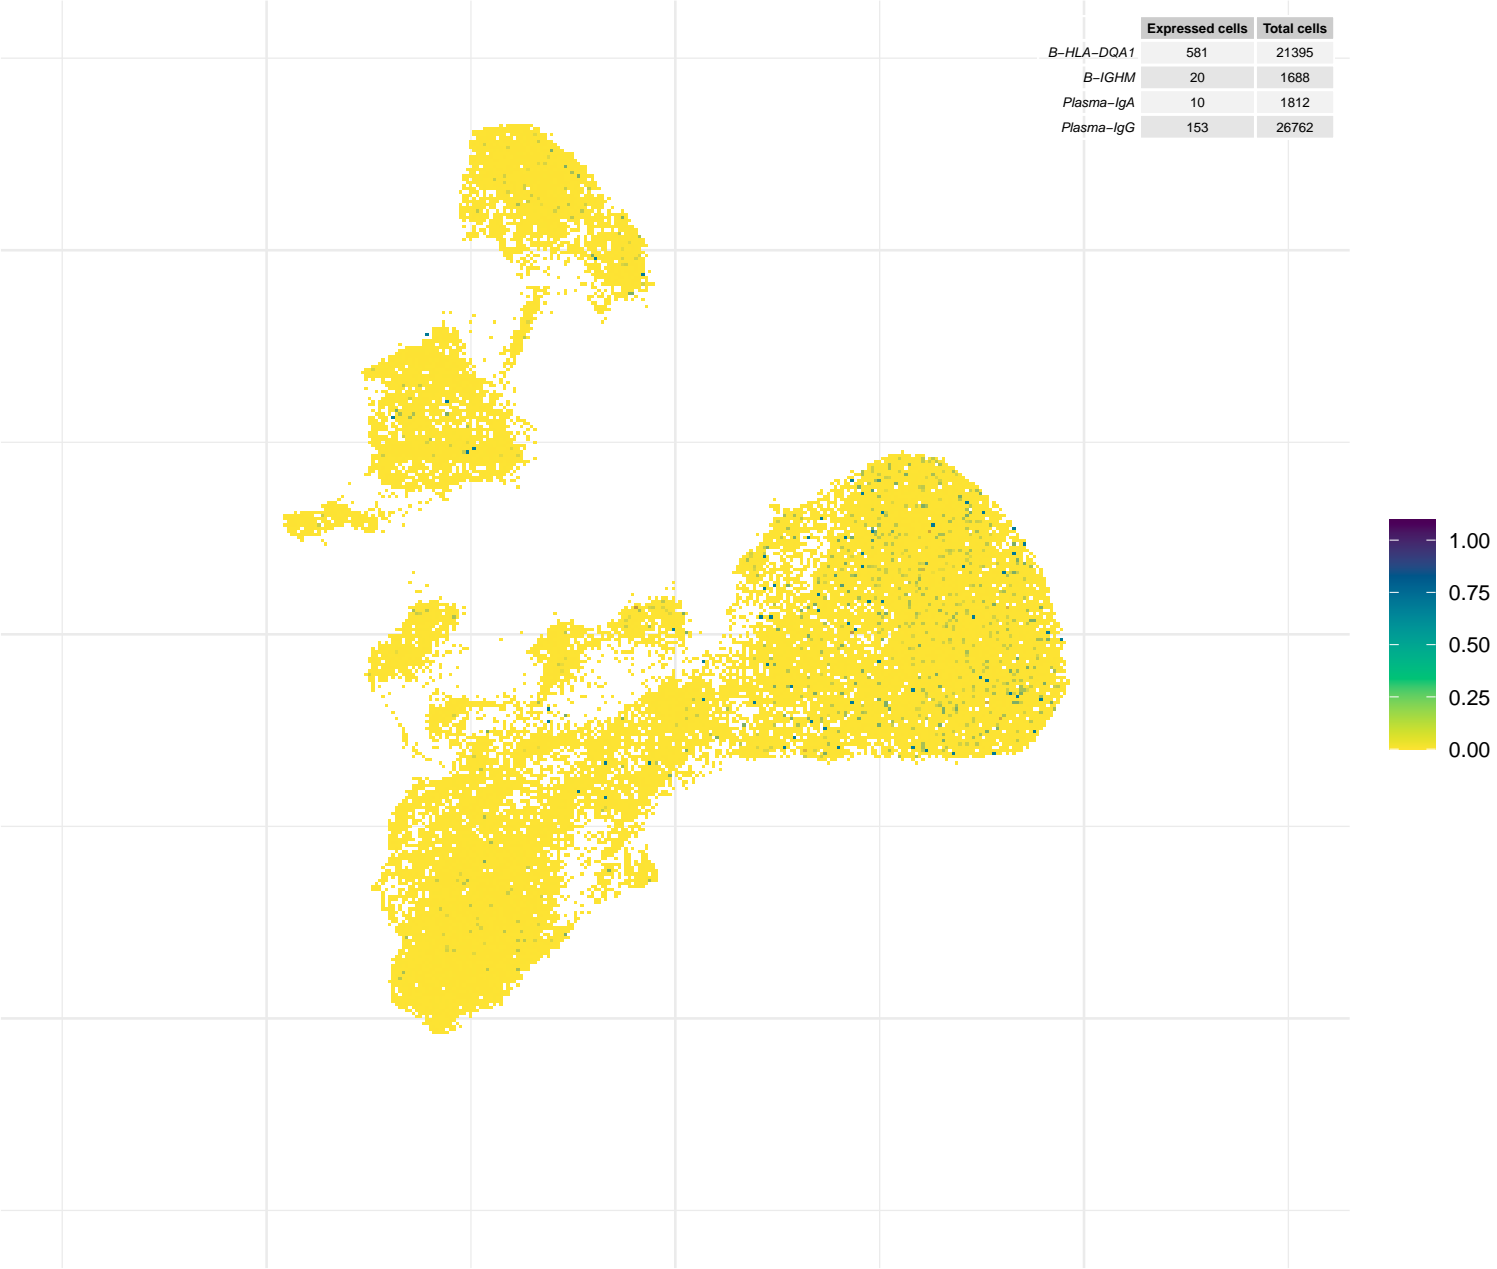 Expressed cells Total cells
B−HLA−DQA1 581 21395
B−IGHM 20 1688
Plasma−IgA 10 1812
Plasma−IgG 153 26762
1.00
0.75
0.50
0.25
0.00